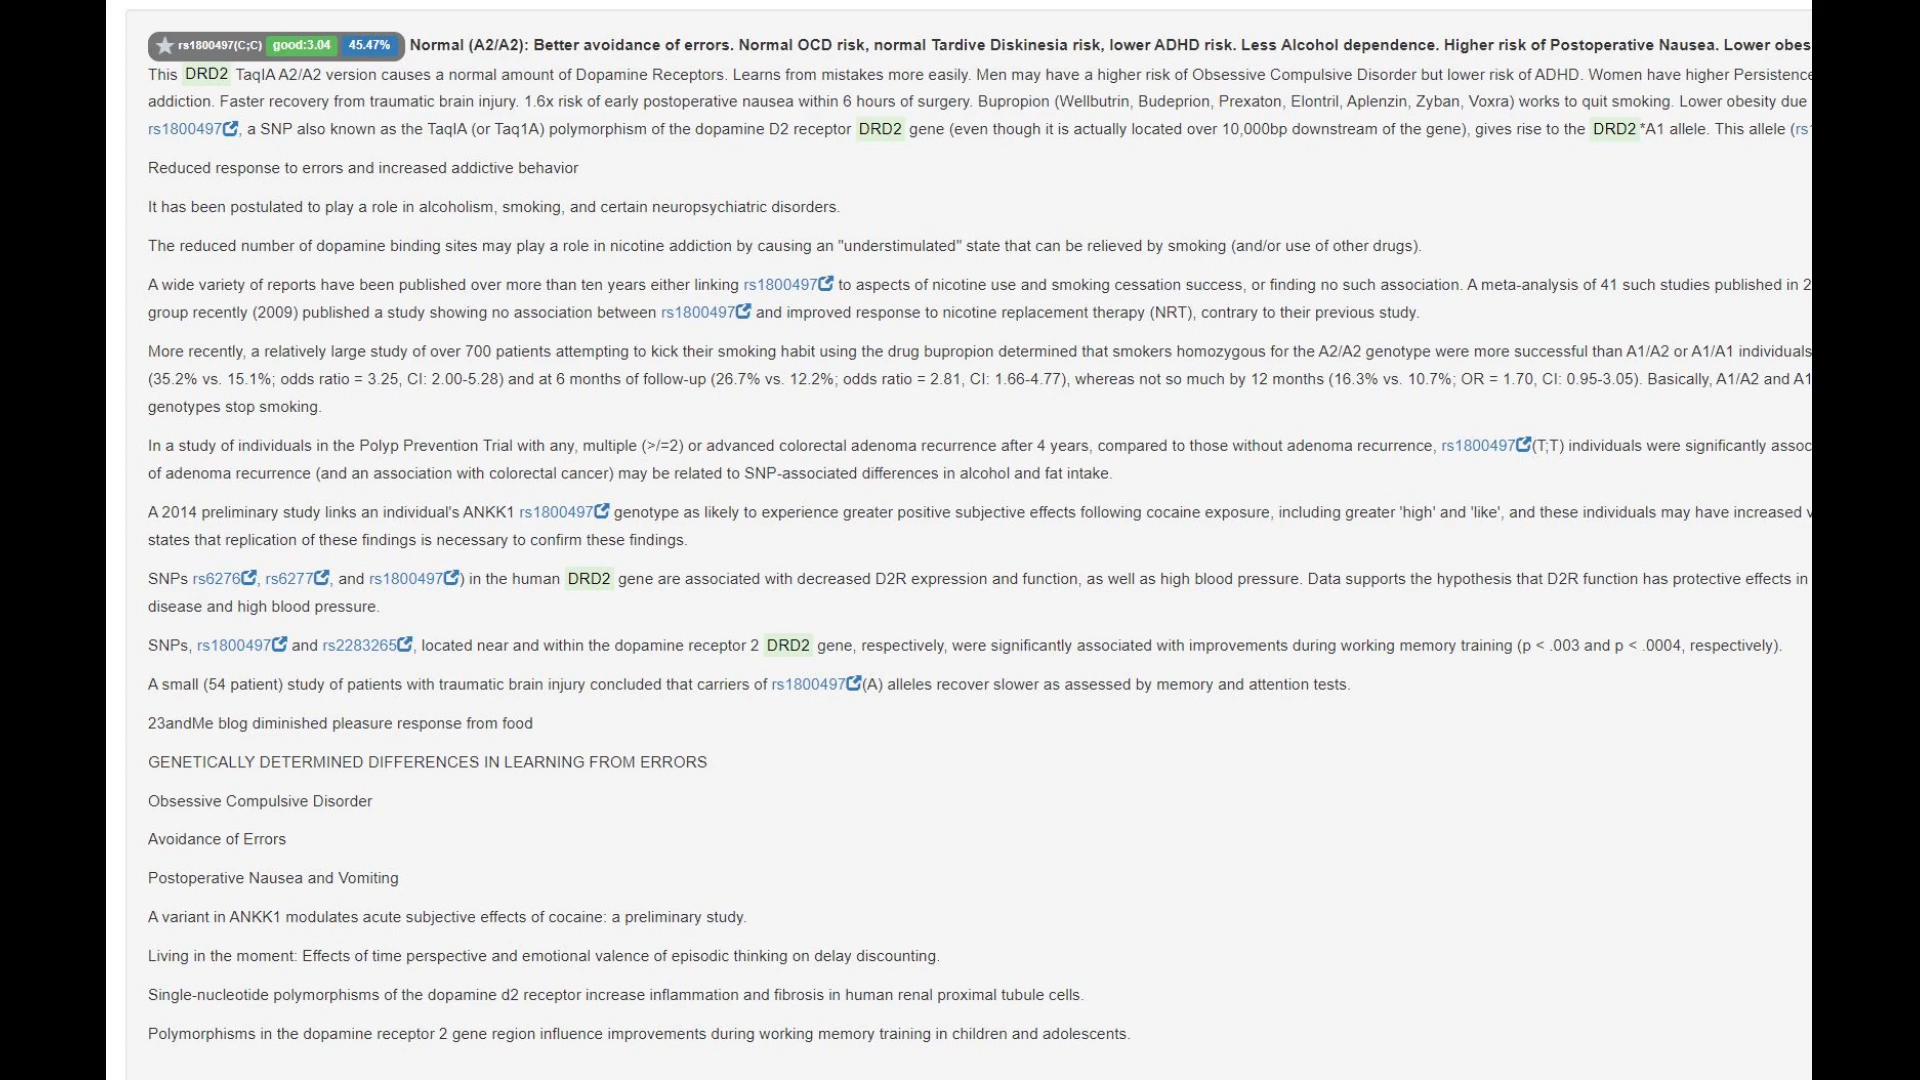 rs1800497(C;C) good:3.04 45.47% Normal (A2/A2): Better avoidance of errors. Normal OCD risk, normal Tardive Diskinesia risk, lower ADHD risk. Less Alcohol dependence. Higher risk of Postoperative Nausea. Lower obes
This DRD2 TaqIA A2/A2 version causes a normal amount of Dopamine Receptors. Learns from mistakes more easily. Men may have a higher risk of Obsessive Compulsive Disorder but lower risk of ADHD. Women have higher Persistence
addiction. Faster recovery from traumatic brain injury. 1.6x risk of early postoperative nausea within 6 hours of surgery. Bupropion (Wellbutrin, Budeprion, Prexaton, Elontril, Aplenzin, Zyban, Voxra) works to quit smoking. Lower obesity due
rs1800497, a SNP also known as the TaqIA (or Taq1A) polymorphism of the dopamine D2 receptor DRD2 gene (even though it is actually located over 10,000bp downstream of the gene), gives rise to the DRD2*A1 allele. This allele (rs
Reduced response to errors and increased addictive behavior
It has been postulated to play a role in alcoholism, smoking, and certain neuropsychiatric disorders.
The reduced number of dopamine binding sites may play a role in nicotine addiction by causing an "understimulated" state that can be relieved by smoking (and/or use of other drugs).
A wide variety of reports have been published over more than ten years either linking rs1800497 to aspects of nicotine use and smoking cessation success, or finding no such association. A meta-analysis of 41 such studies published in 2
group recently (2009) published a study showing no association between rs1800497 and improved response to nicotine replacement therapy (NRT), contrary to their previous study.
More recently, a relatively large study of over 700 patients attempting to kick their smoking habit using the drug bupropion determined that smokers homozygous for the A2/A2 genotype were more successful than A1/A2 or A1/A1 individuals
(35.2% vs. 15.1%; odds ratio = 3.25, CI: 2.00-5.28) and at 6 months of follow-up (26.7% vs. 12.2%; odds ratio = 2.81, CI: 1.66-4.77), whereas not so much by 12 months (16.3% vs. 10.7%; OR = 1.70, CI: 0.95-3.05). Basically, A1/A2 and A1
genotypes stop smoking.
In a study of individuals in the Polyp Prevention Trial with any, multiple (>/=2) or advanced colorectal adenoma recurrence after 4 years, compared to those without adenoma recurrence, rs1800497(T;T) individuals were significantly assoc
of adenoma recurrence (and an association with colorectal cancer) may be related to SNP-associated differences in alcohol and fat intake.
A 2014 preliminary study links an individual's ANKK1 rs1800497 genotype as likely to experience greater positive subjective effects following cocaine exposure, including greater 'high' and 'like', and these individuals may have increased v
states that replication of these findings is necessary to confirm these findings.
SNPs rs6276, rs6277, and rs1800497) in the human DRD2 gene are associated with decreased D2R expression and function, as well as high blood pressure. Data supports the hypothesis that D2R function has protective effects in
disease and high blood pressure.
SNPs, rs1800497 and rs2283265, located near and within the dopamine receptor 2 DRD2 gene, respectively, were significantly associated with improvements during working memory training (p < .003 and p < .0004, respectively).
A small (54 patient) study of patients with traumatic brain injury concluded that carriers of rs1800497(A) alleles recover slower as assessed by memory and attention tests.
23andMe blog diminished pleasure response from food
GENETICALLY DETERMINED DIFFERENCES IN LEARNING FROM ERRORS
Obsessive Compulsive Disorder
Avoidance of Errors
Postoperative Nausea and Vomiting
A variant in ANKK1 modulates acute subjective effects of cocaine: a preliminary study.
Living in the moment: Effects of time perspective and emotional valence of episodic thinking on delay discounting.
Single-nucleotide polymorphisms of the dopamine d2 receptor increase inflammation and fibrosis in human renal proximal tubule cells.
Polymorphisms in the dopamine receptor 2 gene region influence improvements during working memory training in children and adolescents.